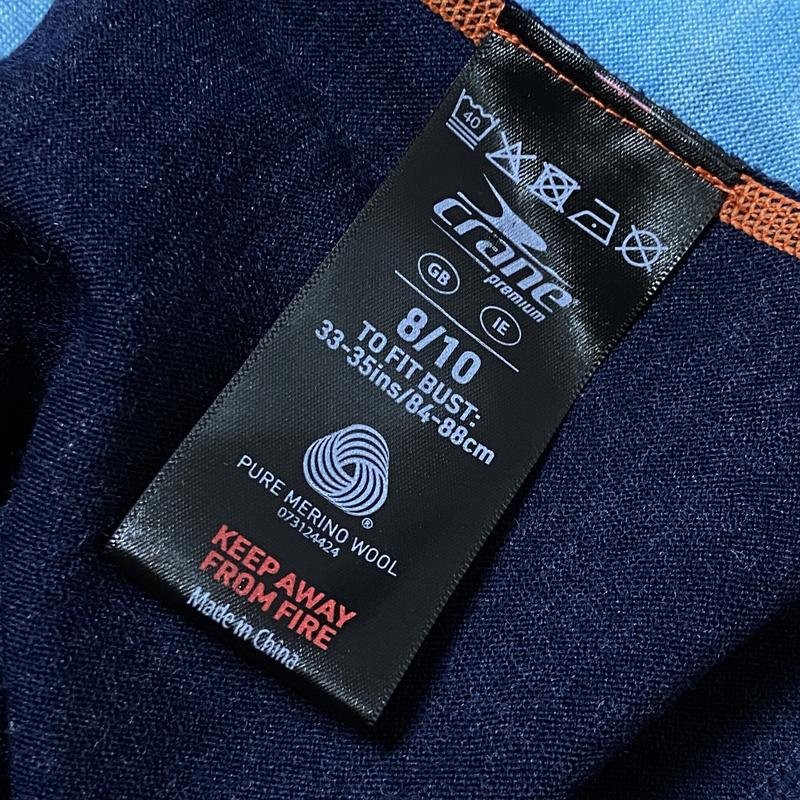 40
crane
premium
GB IE
8/10
TO FIT BUST:
33-35ins/84-88cm
®
PURE MERINO WOOL
073124424
KEEP AWAY
FROM FIRE
Made in China